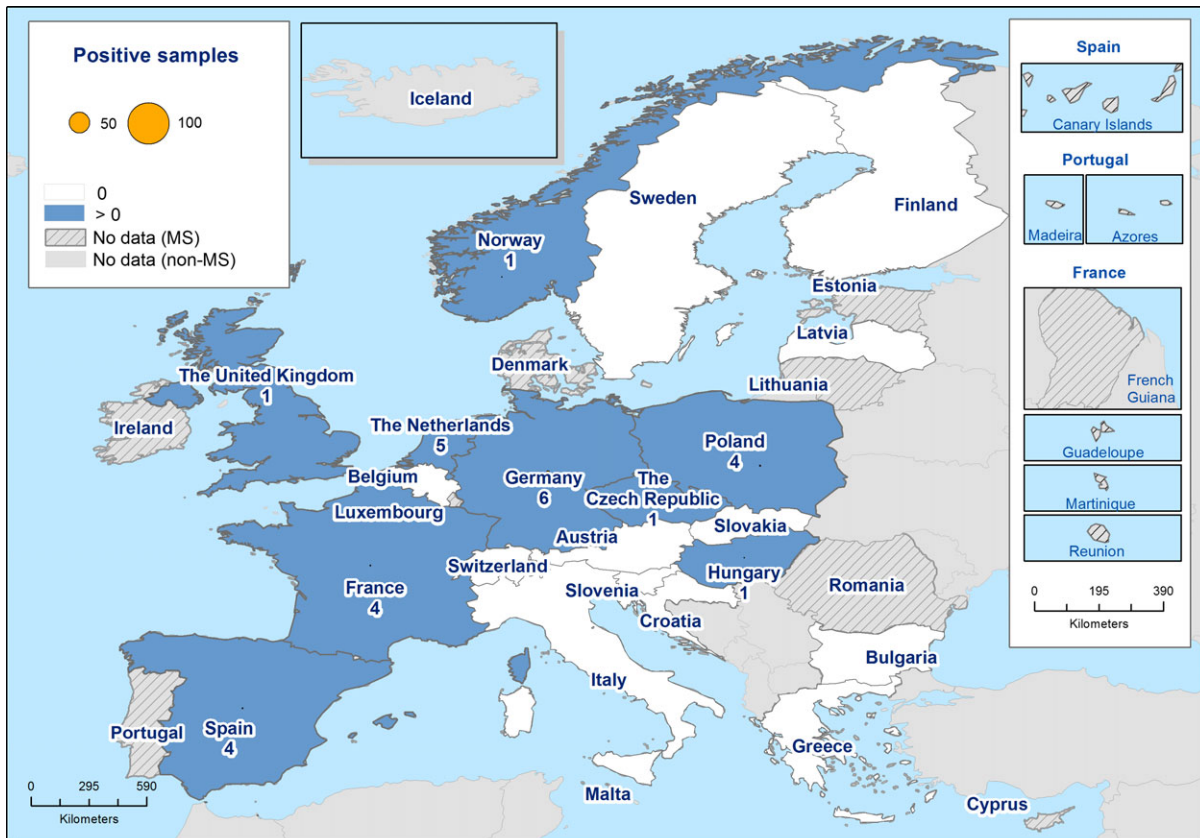 Positive samples
50
100
0
> 0
No data (MS)
No data (non-MS)
Iceland
Norway
1
Sweden
Finland
Estonia
Latvia
Lithuania
Denmark
The United Kingdom
1
Ireland
The Netherlands
5
Belgium
Luxembourg
Germany
6
Poland
4
The
Czech Republic
1
Slovakia
Austria
Switzerland
Hungary
1
Romania
Slovenia
Croatia
France
4
Italy
Bulgaria
Spain
4
Portugal
Greece
Malta
Cyprus
0 295 590
Kilometers
Spain
Canary Islands
Portugal
Madeira
Azores
France
French
Guiana
Guadeloupe
Martinique
Reunion
0 195 390
Kilometers